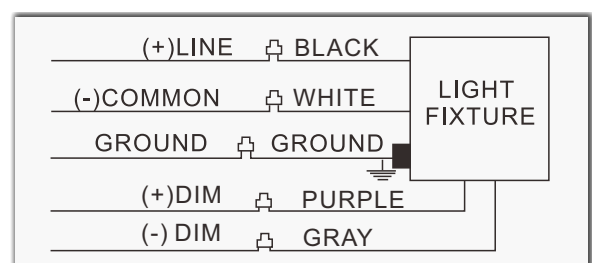 (+)LINE BLACK
(-)COMMON WHITE
GROUND GROUND
(+)DIM PURPLE
(-) DIM GRAY
LIGHT
FIXTURE